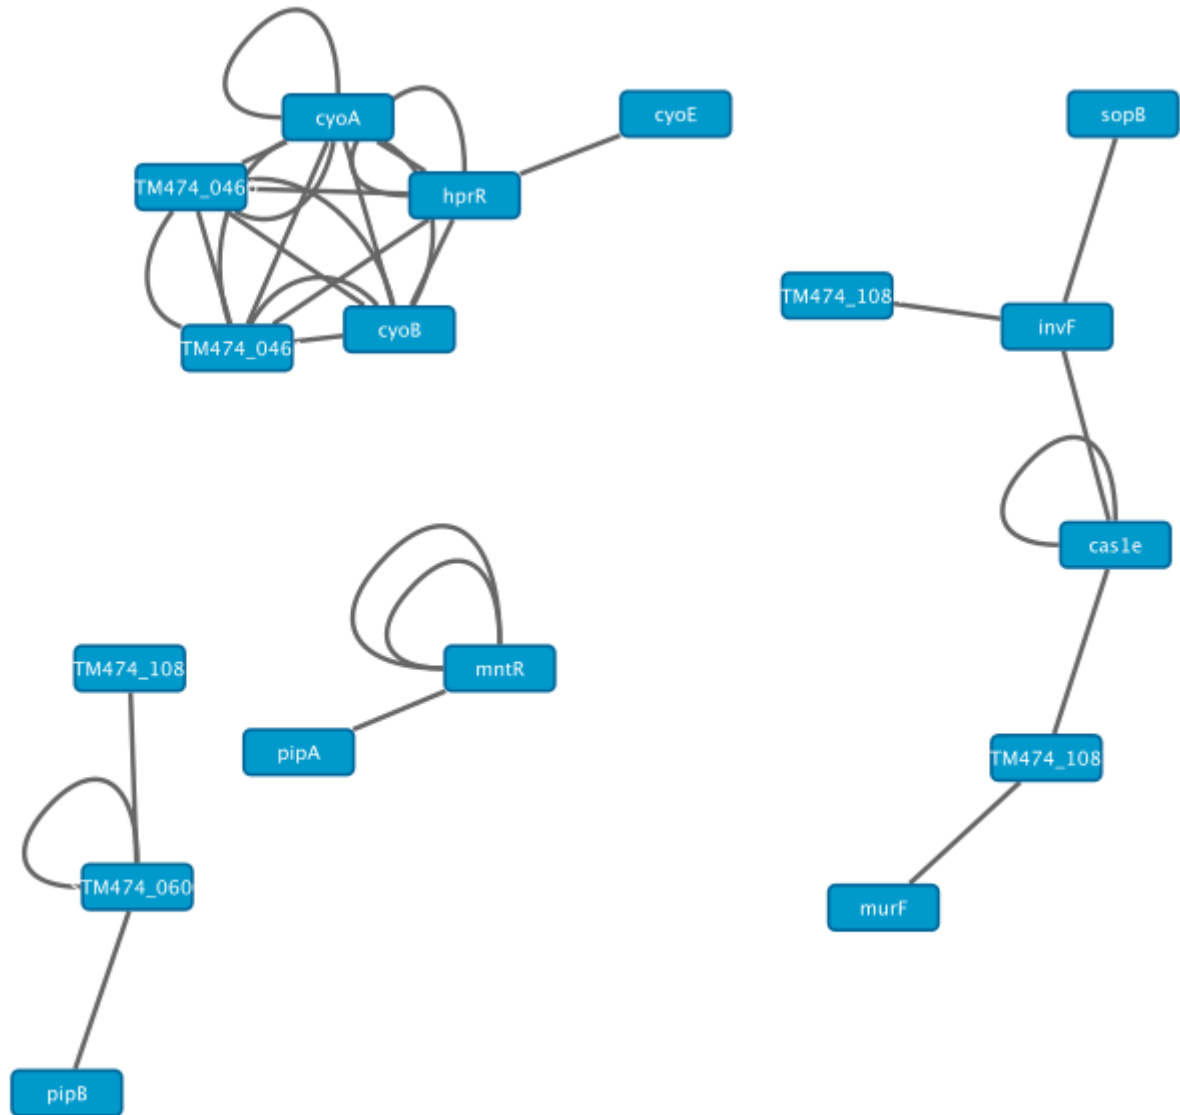 cyoA
cyoE
sopB
TM474_046
hprR
TM474_108
invF
cyoB
TM474_046
cas1e
TM474_108
mntR
pipA
TM474_108
TM474_060
murF
pipB